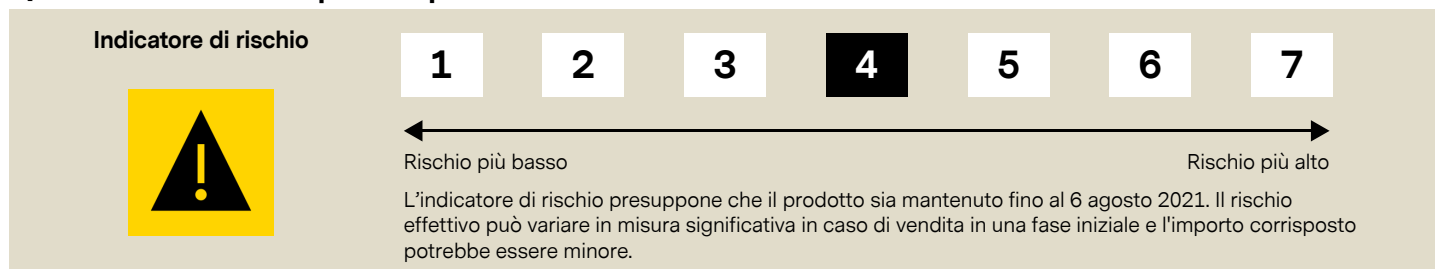 Indicatore di rischio
1 2 3 4 5 6 7
Rischio più basso Rischio più alto
L'indicatore di rischio presuppone che il prodotto sia mantenuto fino al 6 agosto 2021. Il rischio
effettivo può variare in misura significativa in caso di vendita in una fase iniziale e l'importo corrisposto
potrebbe essere minore.